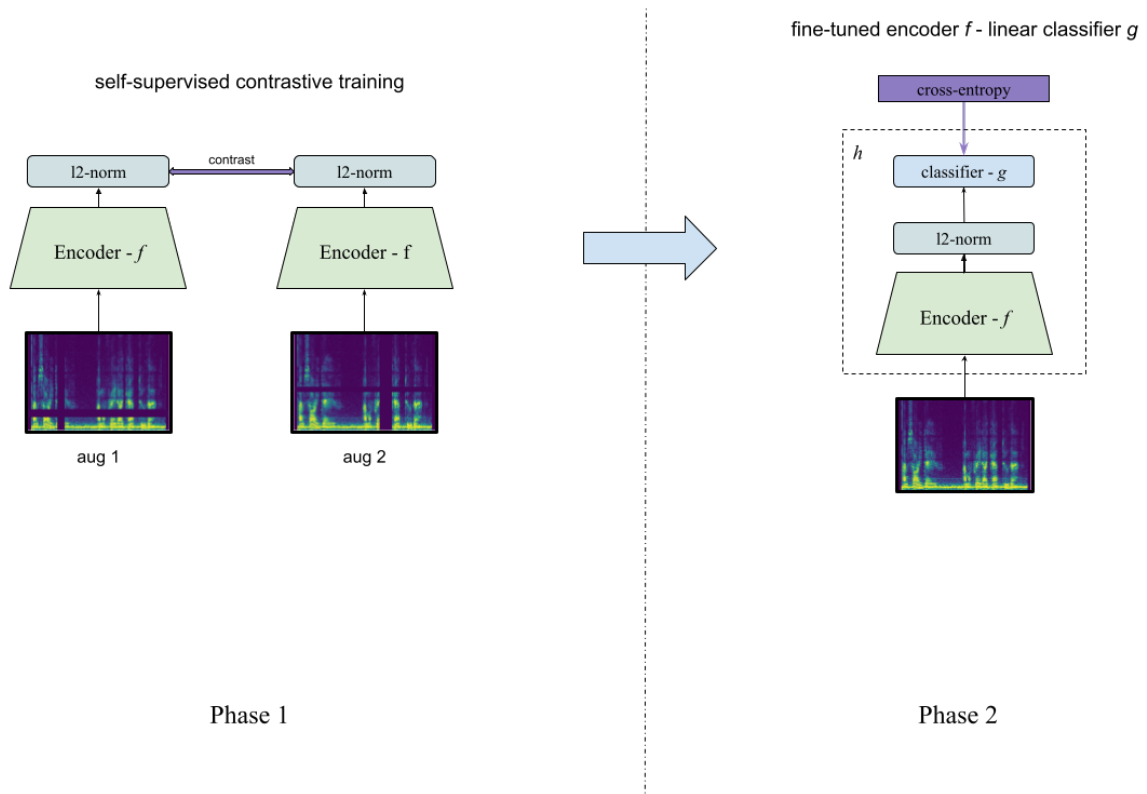 self-supervised contrastive training
l2-norm
contrast
l2-norm
Encoder - f
Encoder - f
aug 1
aug 2
Phase 1
fine-tuned encoder f - linear classifier g
cross-entropy
h
classifier - g
l2-norm
Encoder - f
Phase 2